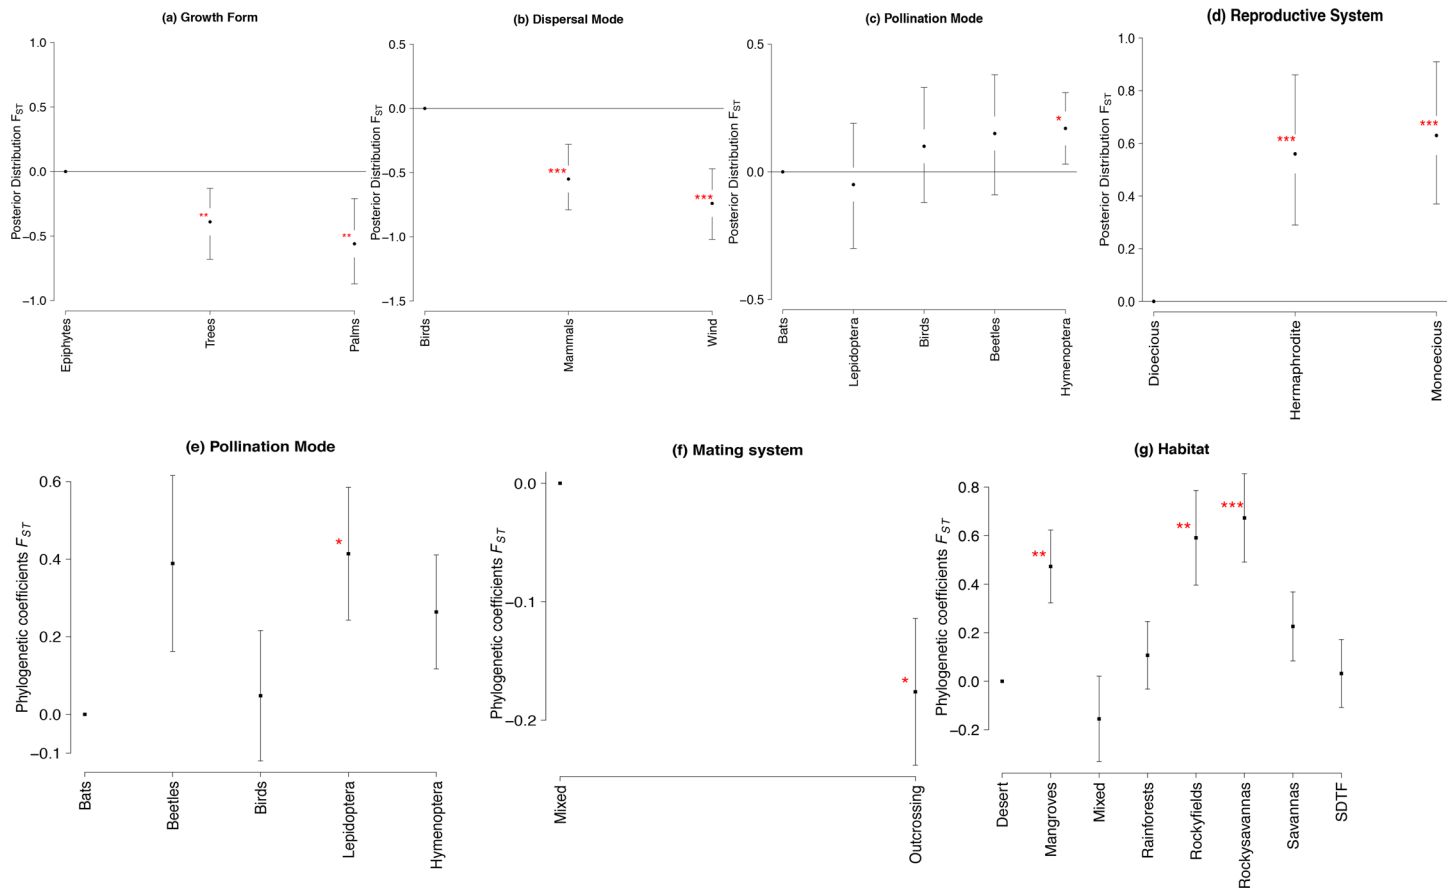 (a) Growth Form
Posterior Distribution FST
1.0
0.5
0.0
−0.5
−1.0
**
**
Epiphytes
Trees
Palms
(b) Dispersal Mode
Posterior Distribution FST
0.5
0.0
−0.5
−1.0
−1.5
***
***
Birds
Mammals
Wind
(c) Pollination Mode
Posterior Distribution FST
0.5
0.0
−0.5
*
Bats
Lepidoptera
Birds
Beetles
Hymenoptera
(d) Reproductive System
Posterior Distribution FST
1.0
0.8
0.6
0.4
0.2
0.0
***
***
Dioecious
Hermaphrodite
Monoecious
(e) Pollination Mode
Phylogenetic coefficients FST
0.6
0.4
0.2
0.0
−0.1
*
Bats
Beetles
Birds
Lepidoptera
Hymenoptera
(f) Mating system
Phylogenetic coefficients FST
0.0
−0.1
−0.2
*
Mixed
Outcrossing
(g) Habitat
Phylogenetic coefficients FST
0.8
0.6
0.4
0.2
0.0
−0.2
**
**
***
Desert
Mangroves
Mixed
Rainforests
Rockyfields
Rockysavannas
Savannas
SDTF